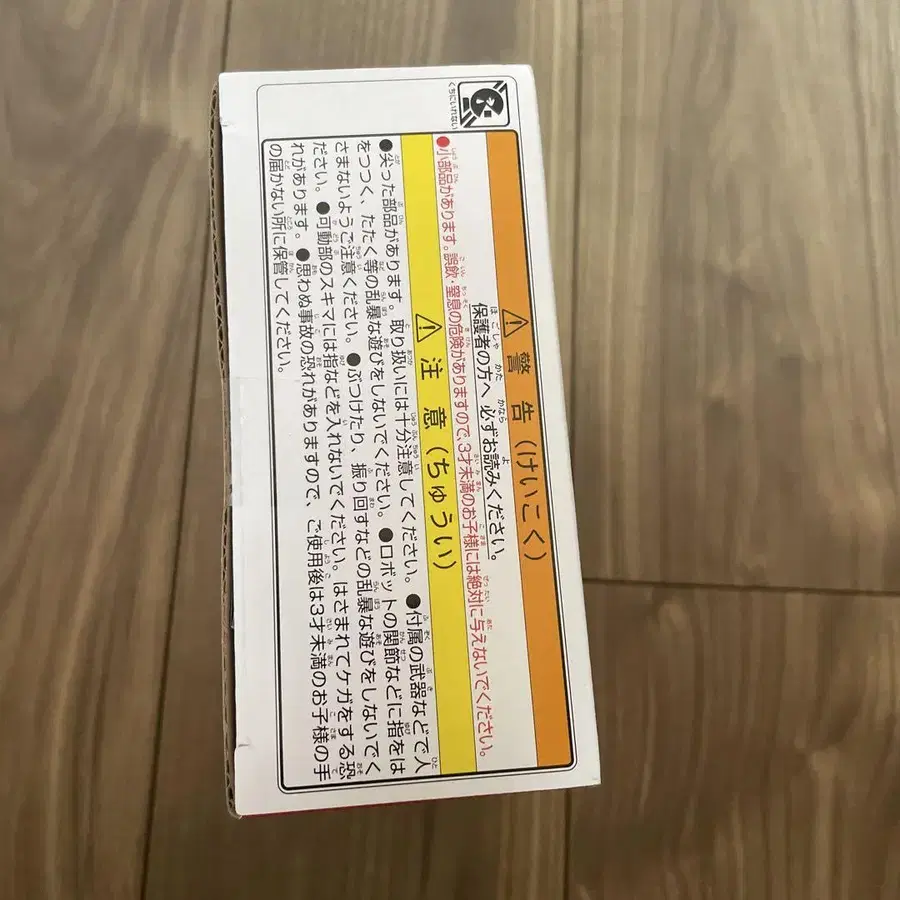 くちにいれない
警告(けいこく)
保護者の方へ 必ずお読みください。
●小部品があります。誤飲・窒息の危険がありますので、3才未満のお子様には絶対に与えないでください。
注意(ちゅうい)
●尖った部品があります。取り扱いには十分注意してください。●付属の武器などで人
をつつく、たたく等の乱暴な遊びをしないでください。●ロボットの関節などに指をは
さまないようご注意ください。●ぶつけたり、振り回すなどの乱暴な遊びをしないでく
ださい。●可動部のスキマには指などを入れないでください。はさまれてケガをする恐
れがあります。●思わぬ事故の恐れがありますので、ご使用後は3才未満のお子様の手
の届かない所に保管してください。